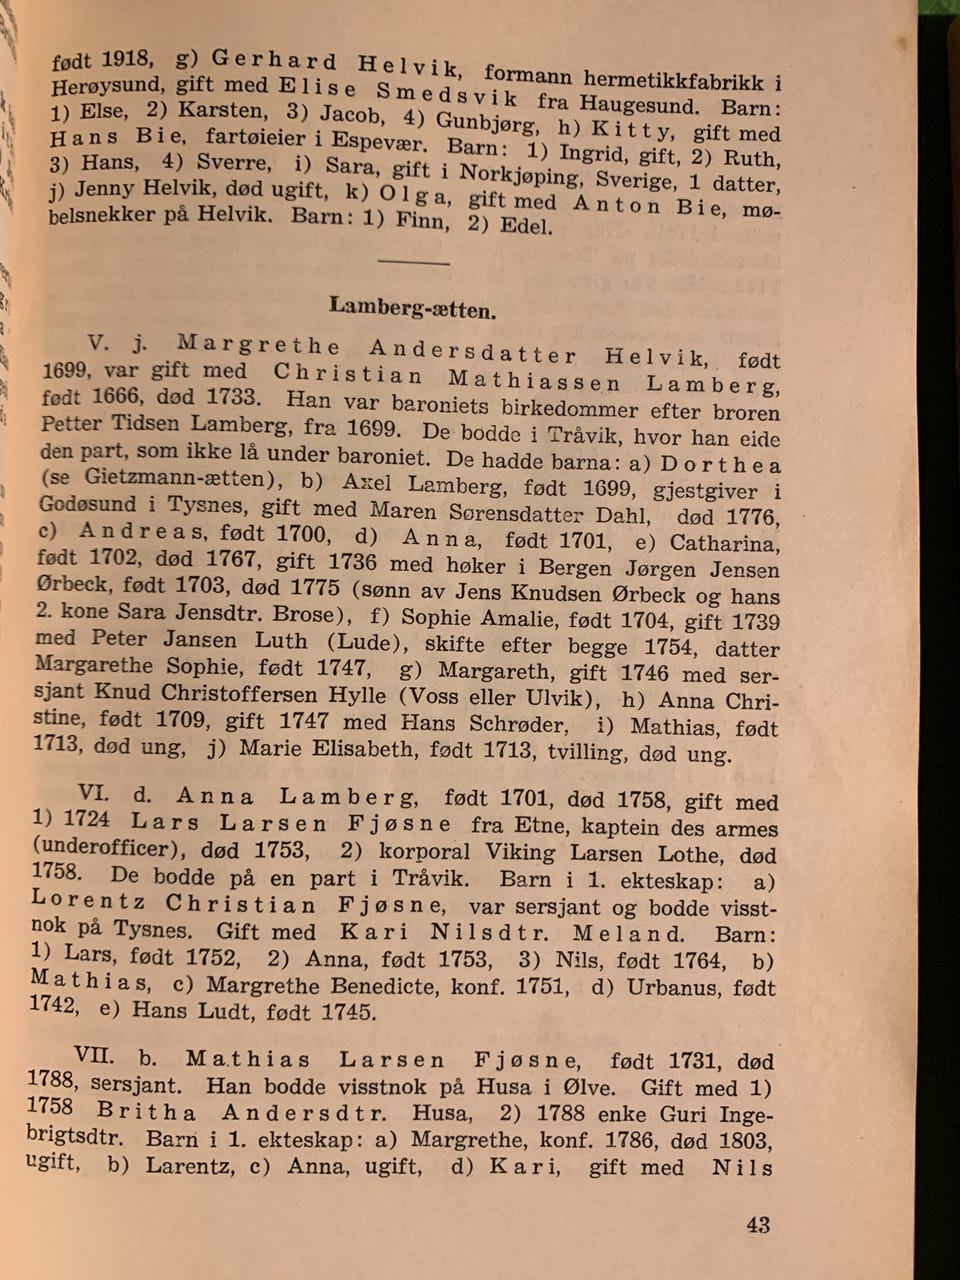 født 1918, g) Gerhard Helvik, formann hermetikkfabrikk i
Herøysund, gift med Elise Smedsvik fra Haugesund. Barn:
1) Else, 2) Karsten, 3) Jacob, 4) Gunbjørg, h) Kitty, gift med
Hans Bie, fartøieier i Espevær. Barn: 1) Ingrid, gift, 2) Ruth,
3) Hans, 4) Sverre, i) Sara, gift i Norkjøping, Sverige, 1 datter,
j) Jenny Helvik, død ugift, k) Olga, gift med Anton Bie, mø-
belsnekker på Helvik. Barn: 1) Finn, 2) Edel.
Lamberg-ætten.
V. j. Margrethe Andersdatter Helvik, født
1699, var gift med Christian Mathiassen Lamberg,
født 1666, død 1733. Han var baroniets birkedommer efter broren
Petter Tidsen Lamberg, fra 1699. De bodde i Tråvik, hvor han eide
den part, som ikke lå under baroniet. De hadde barna: a) Dorthea
(se Gietzmann-ætten), b) Axel Lamberg, født 1699, gjestgiver i
Godøsund i Tysnes, gift med Maren Sørensdatter Dahl, død 1776,
c) Andreas, født 1700, d) Anna, født 1701, e) Catharina,
født 1702, død 1767, gift 1736 med høker i Bergen Jørgen Jensen
Ørbeck, født 1703, død 1775 (sønn av Jens Knudsen Ørbeck og hans
2. kone Sara Jensdtr. Brose), f) Sophie Amalie, født 1704, gift 1739
med Peter Jansen Luth (Lude), skifte efter begge 1754, datter
Margarethe Sophie, født 1747, g) Margareth, gift 1746 med ser-
sjant Knud Christoffersen Hylle (Voss eller Ulvik), h) Anna Chri-
stine, født 1709, gift 1747 med Hans Schrøder, i) Mathias, født
1713, død ung, j) Marie Elisabeth, født 1713, tvilling, død ung.
VI. d. Anna Lamberg, født 1701, død 1758, gift med
1) 1724 Lars Larsen Fjøsne fra Etne, kaptein des armes
(underofficer), død 1753, 2) korporal Viking Larsen Lothe, død
1758. De bodde på en part i Tråvik. Barn i 1. ekteskap: a)
Lorentz Christian Fjøsne, var sersjant og bodde visst-
nok på Tysnes. Gift med Kari Nilsdtr. Meland. Barn:
1) Lars, født 1752, 2) Anna, født 1753, 3) Nils, født 1764, b)
Mathias, c) Margrethe Benedicte, konf. 1751, d) Urbanus, født
1742, e) Hans Ludt, født 1745.
VII. b. Mathias Larsen Fjøsne, født 1731, død
1788, sersjant. Han bodde visstnok på Husa i Ølve. Gift med 1)
1758 Britha Andersdtr. Husa, 2) 1788 enke Guri Inge-
brigtsdtr. Barn i 1. ekteskap: a) Margrethe, konf. 1786, død 1803,
ugift, b) Larentz, c) Anna, ugift, d) Kari, gift med Nils
43